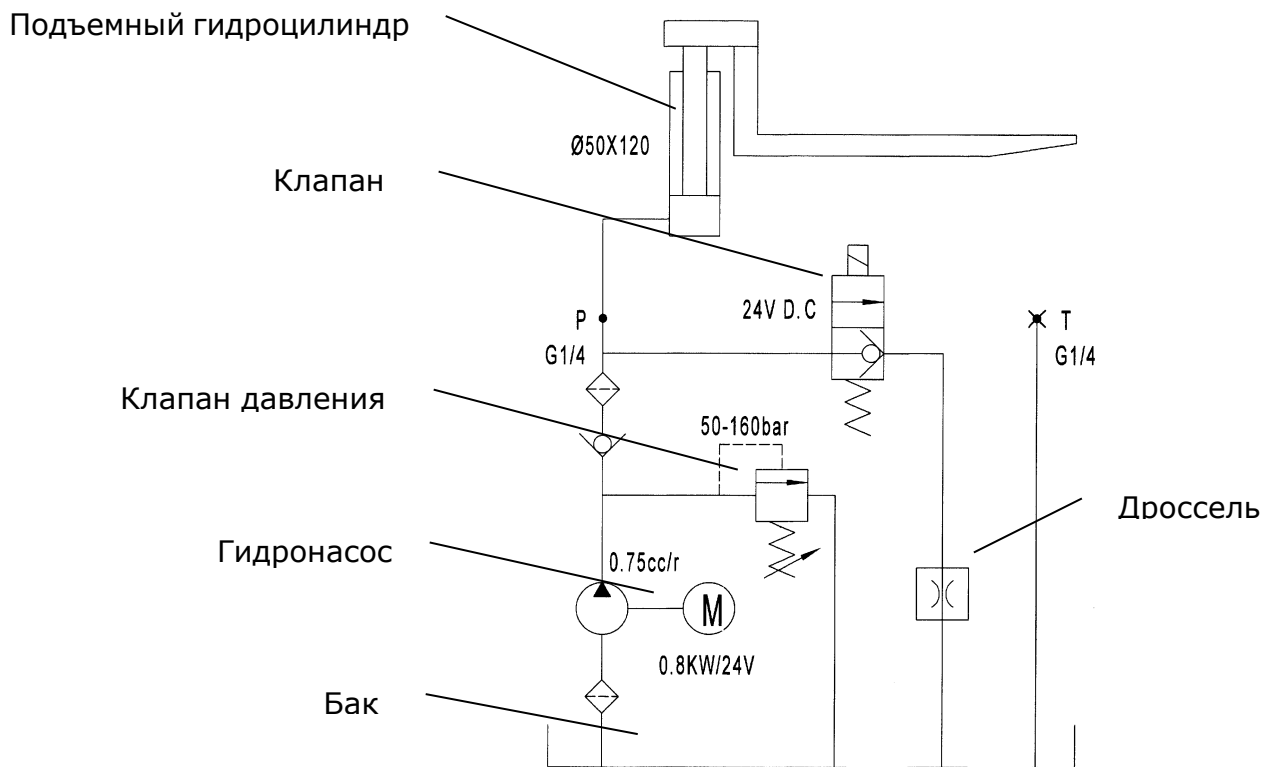 Подъемный гидроцилиндр
Ø50X120
Клапан
24V D.C
P
G1/4
T
G1/4
Клапан давления
50-160bar
Дроссель
Гидронасос
0.75cc/r
M
0.8KW/24V
Бак